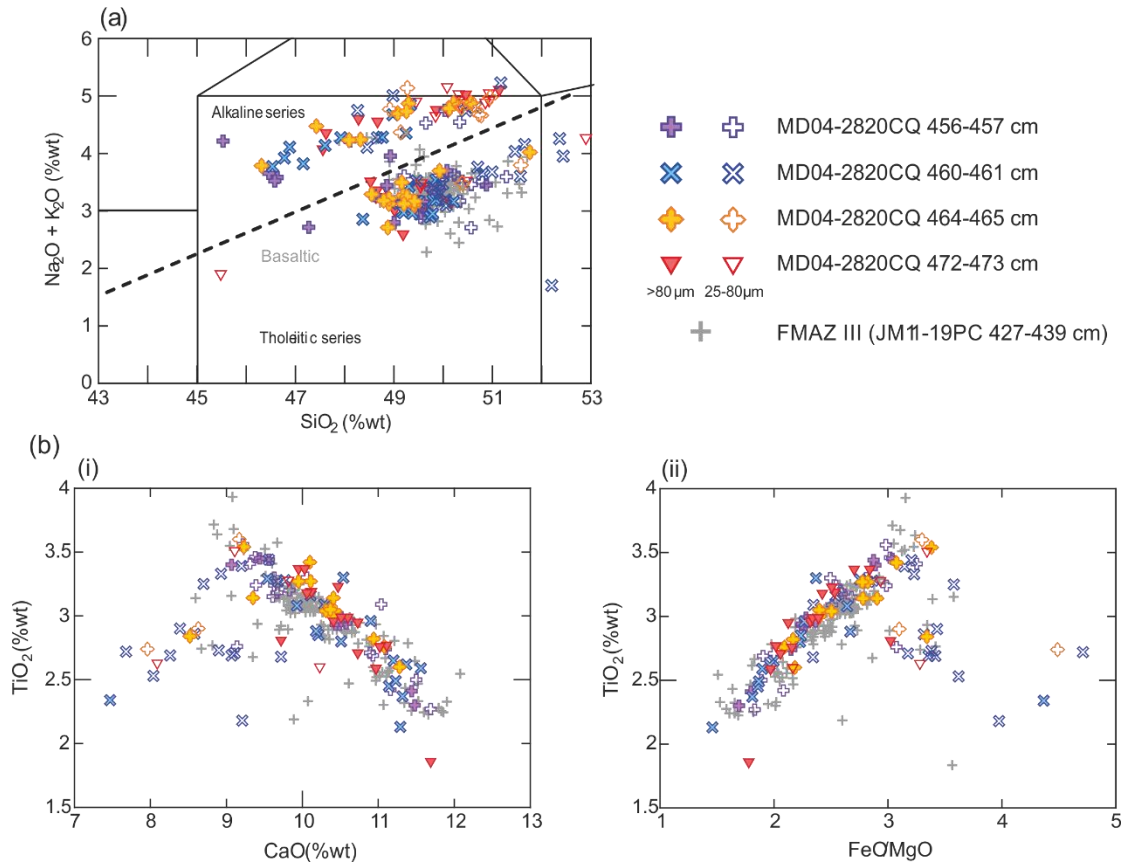 (a)
6
5
4
3
2
1
0
Na₂O + K₂O (%wt)
Alkaline series
Basaltic
Tholeiitic series
43 45 47 49 51 53
SiO₂ (%wt)
MD04-2820CQ 456-457 cm
MD04-2820CQ 460-461 cm
MD04-2820CQ 464-465 cm
MD04-2820CQ 472-473 cm
>80 µm 25-80µm
FMAZ III (JM11-19PC 427-439 cm)
(b)
(i)
4
3.5
3
2.5
2
1.5
TiO₂ (%wt)
6 7 8 9 10 11 12 13
CaO(%wt)
(ii)
4
3.5
3
2.5
2
1.5
TiO₂ (%wt)
1 2 3 4 5
FeO/MgO